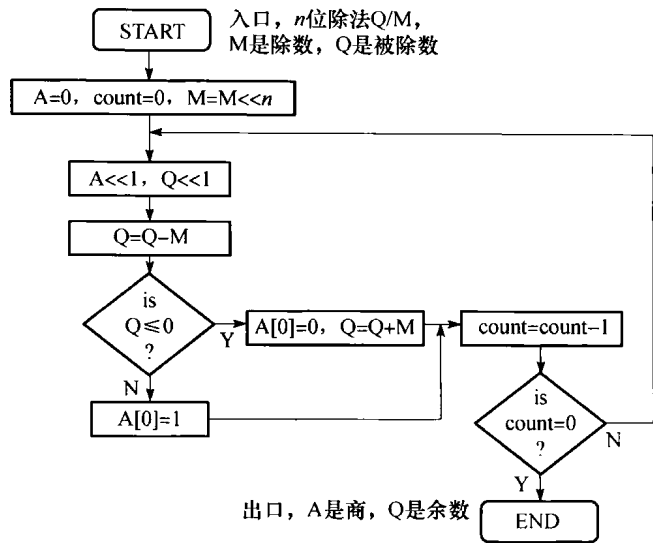 START
入口，n位除法Q/M，
M是除数，Q是被除数
A=0，count=0，M=M<<n
A<<1，Q<<1
Q=Q−M
is
Q≤0
?
Y
N
A[0]=0，Q=Q+M
A[0]=1
count=count−1
is
count=0
?
N
Y
出口，A是商，Q是余数
END